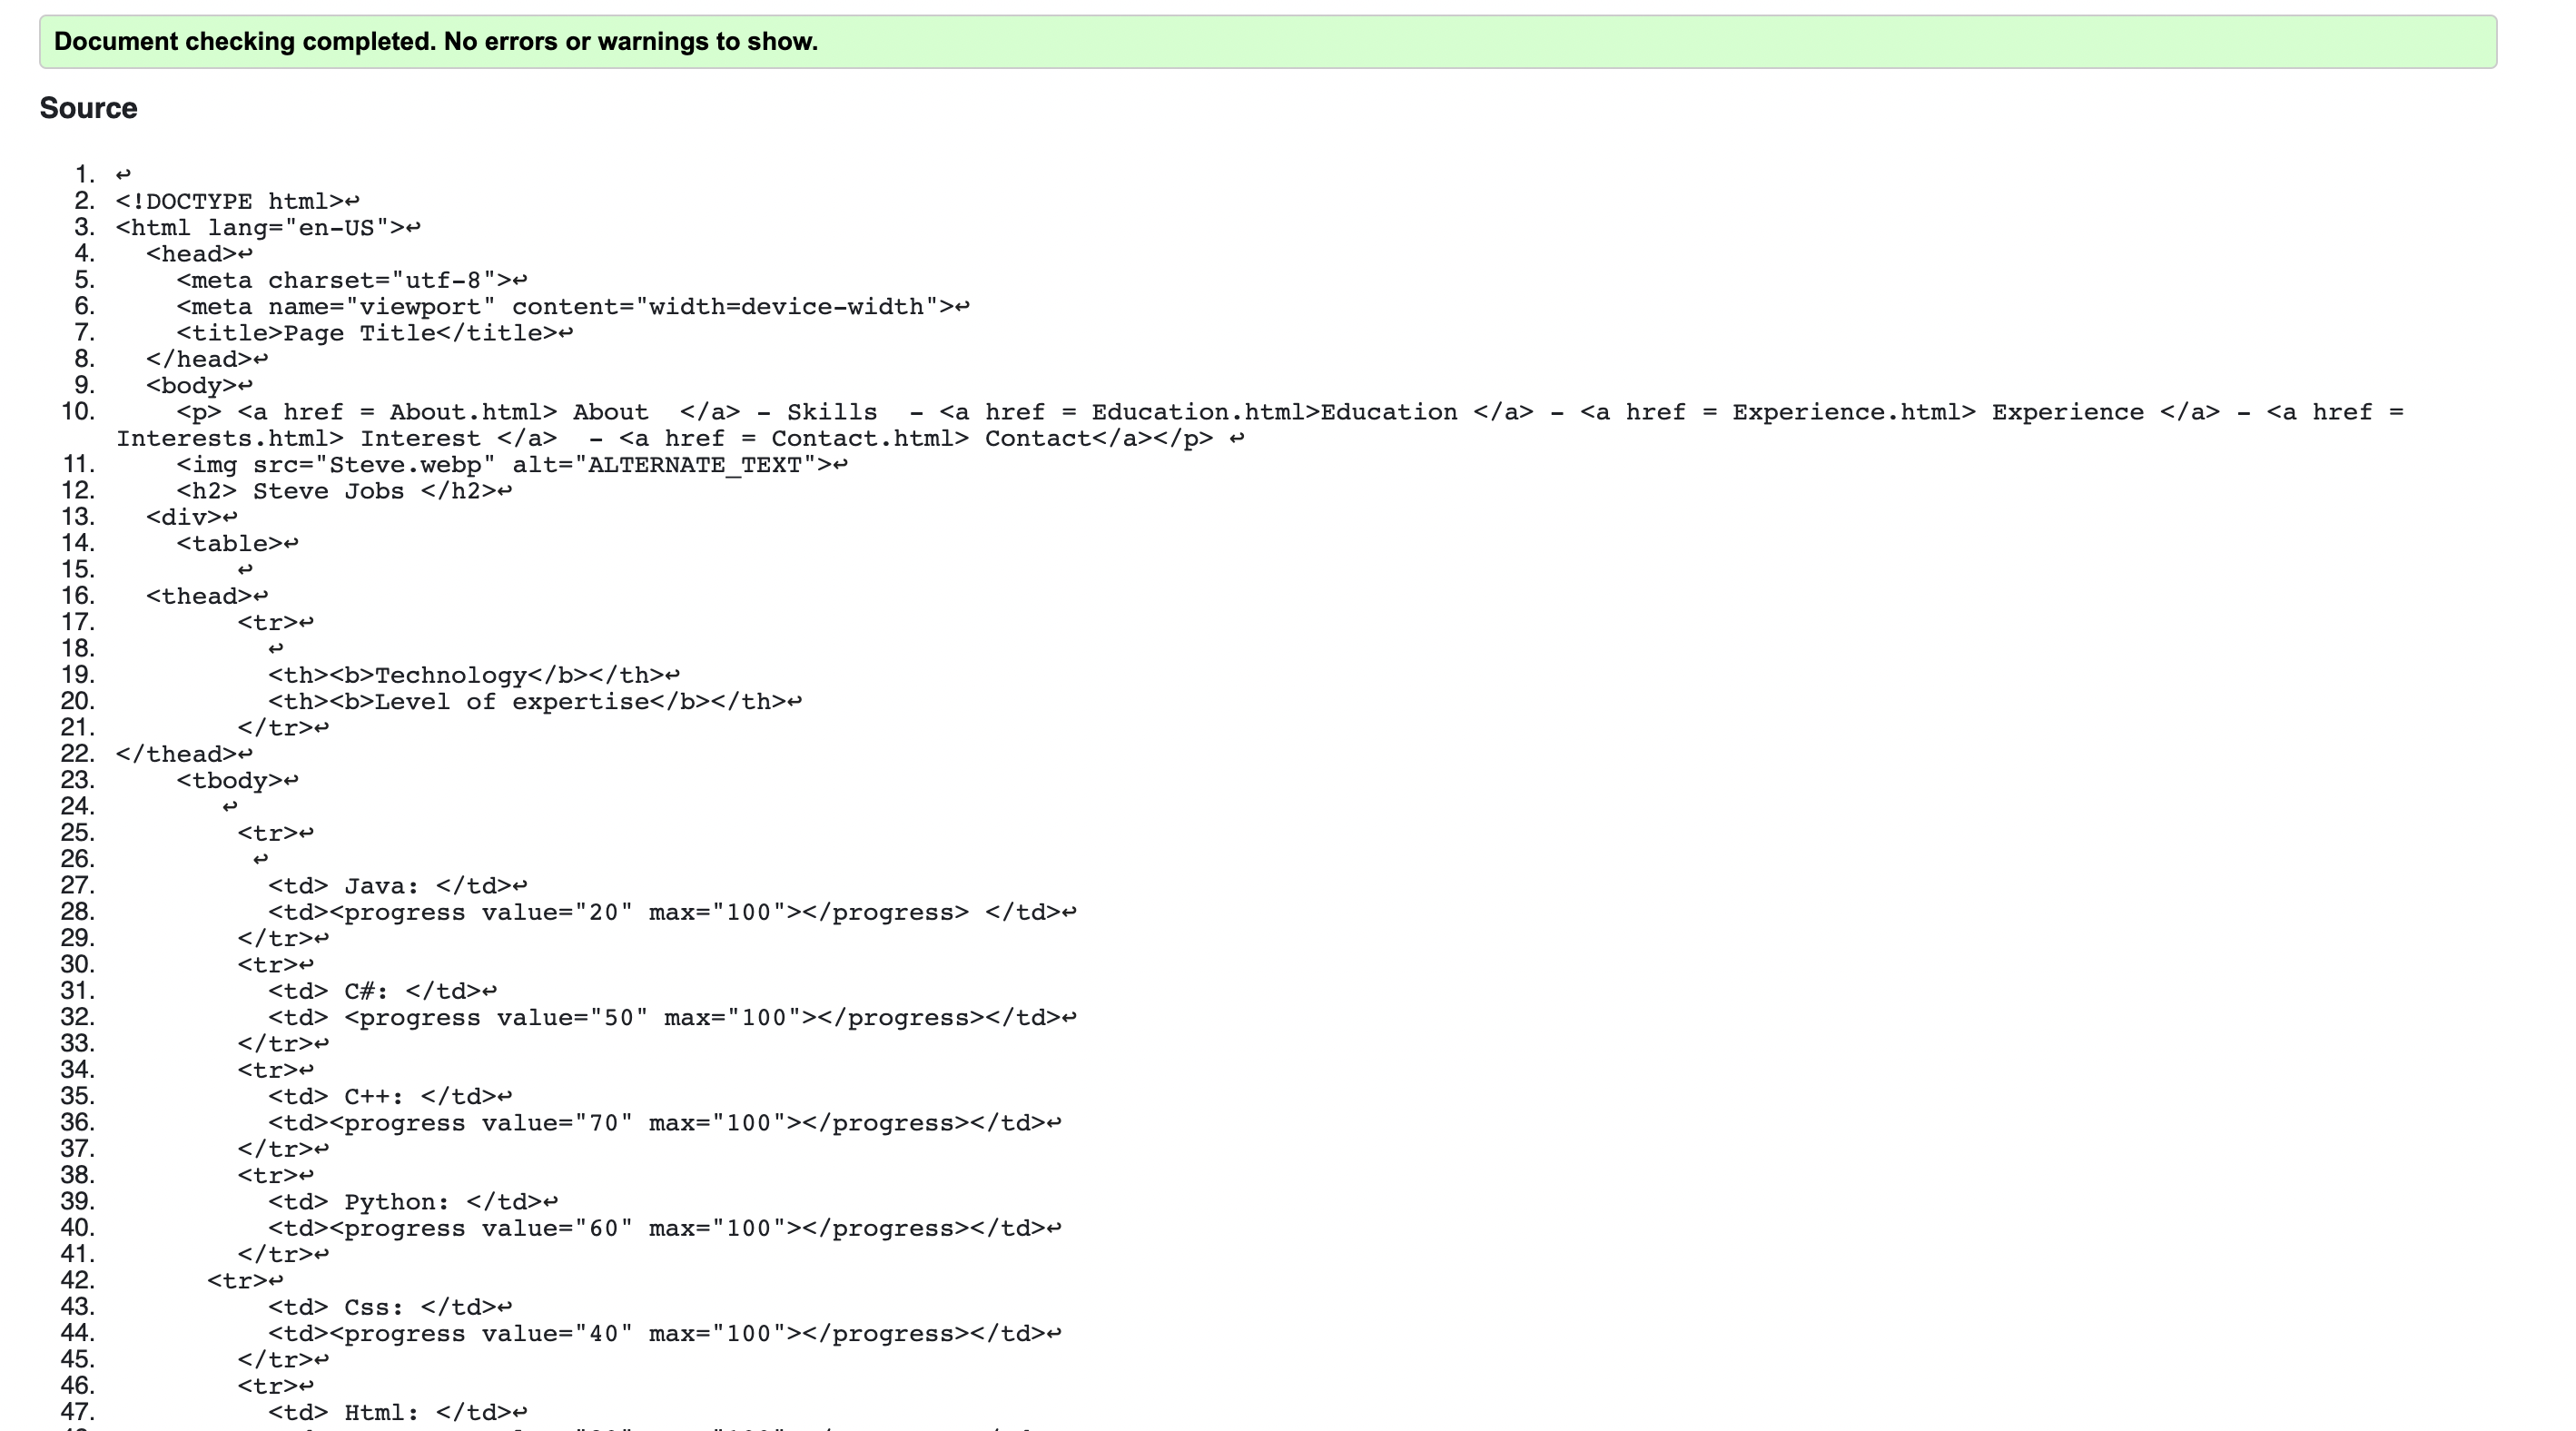 Document checking completed. No errors or warnings to show.
Source
1. ↩
2. <!DOCTYPE html>↩
3. <html lang="en-US">↩
4.   <head>↩
5.     <meta charset="utf-8">↩
6.     <meta name="viewport" content="width=device-width">↩
7.     <title>Page Title</title>↩
8.   </head>↩
9.   <body>↩
10.     <p> <a href = About.html> About  </a> - Skills  - <a href = Education.html>Education </a> - <a href = Experience.html> Experience </a> - <a href =
Interests.html> Interest </a>  - <a href = Contact.html> Contact</a></p> ↩
11.     <img src="Steve.webp" alt="ALTERNATE_TEXT">↩
12.     <h2> Steve Jobs </h2>↩
13.   <div>↩
14.     <table>↩
15.         ↩
16.   <thead>↩
17.         <tr>↩
18.           ↩
19.           <th><b>Technology</b></th>↩
20.           <th><b>Level of expertise</b></th>↩
21.         </tr>↩
22. </thead>↩
23.     <tbody>↩
24.        ↩
25.         <tr>↩
26.          ↩
27.           <td> Java: </td>↩
28.           <td><progress value="20" max="100"></progress> </td>↩
29.         </tr>↩
30.         <tr>↩
31.           <td> C#: </td>↩
32.           <td> <progress value="50" max="100"></progress></td>↩
33.         </tr>↩
34.         <tr>↩
35.           <td> C++: </td>↩
36.           <td><progress value="70" max="100"></progress></td>↩
37.         </tr>↩
38.         <tr>↩
39.           <td> Python: </td>↩
40.           <td><progress value="60" max="100"></progress></td>↩
41.         </tr>↩
42.       <tr>↩
43.           <td> Css: </td>↩
44.           <td><progress value="40" max="100"></progress></td>↩
45.         </tr>↩
46.         <tr>↩
47.           <td> Html: </td>↩